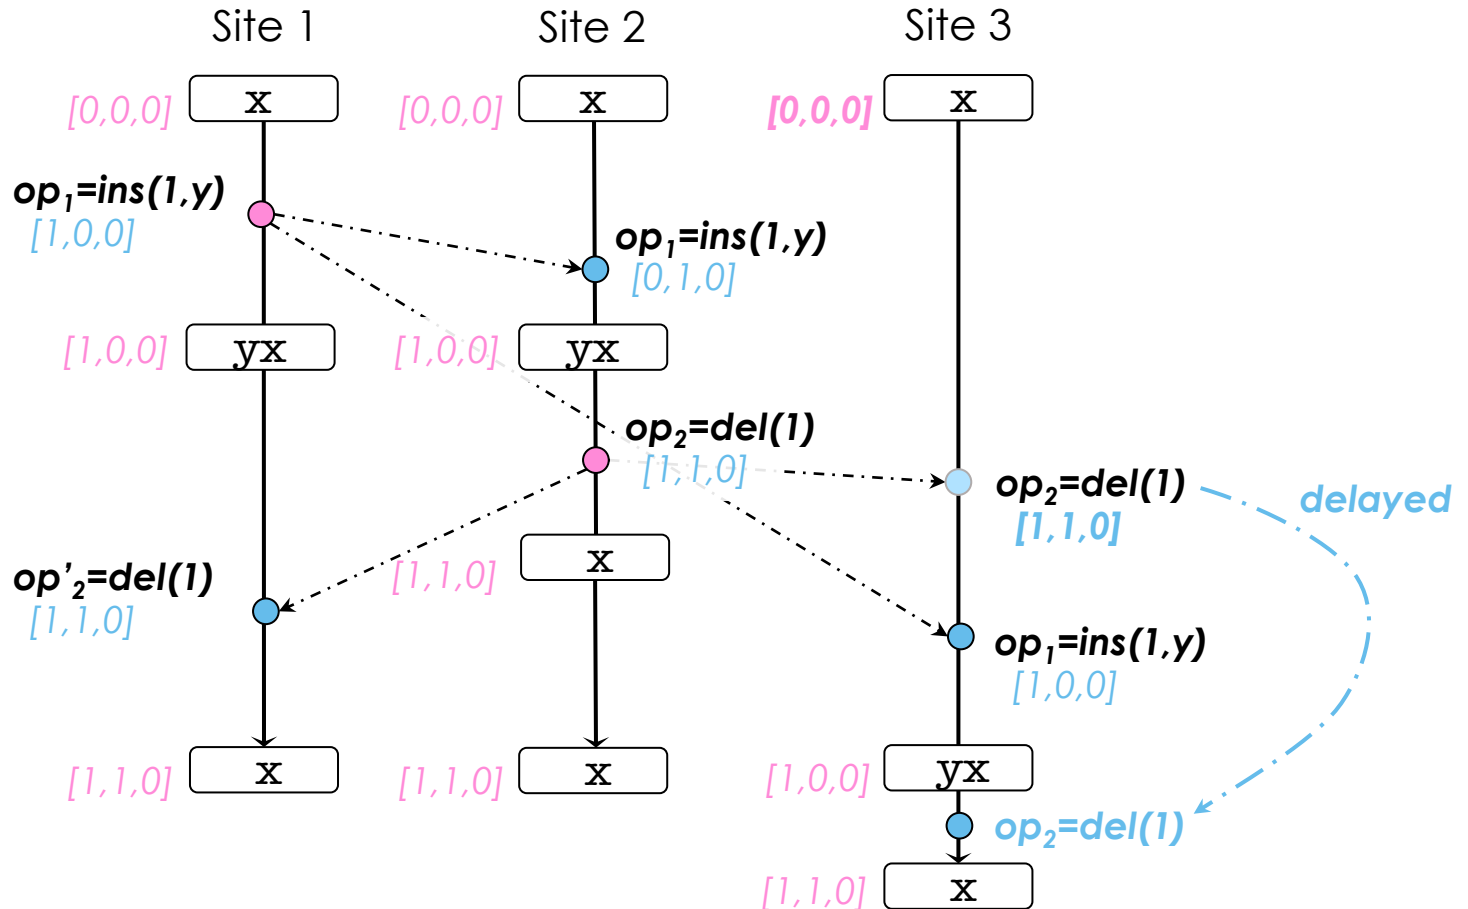 Site 1
Site 2
Site 3
x
x
x
[0,0,0]
[0,0,0]
[0,0,0]
op1=ins(1,y)
[1,0,0]
op1=ins(1,y)
[0,1,0]
yx
yx
[1,0,0]
[1,0,0]
op2=del(1)
[1,1,0]
op2=del(1)
[1,1,0]
delayed
x
[1,1,0]
op’2=del(1)
[1,1,0]
op1=ins(1,y)
[1,0,0]
x
[1,1,0]
x
[1,1,0]
yx
[1,0,0]
op2=del(1)
x
[1,1,0]